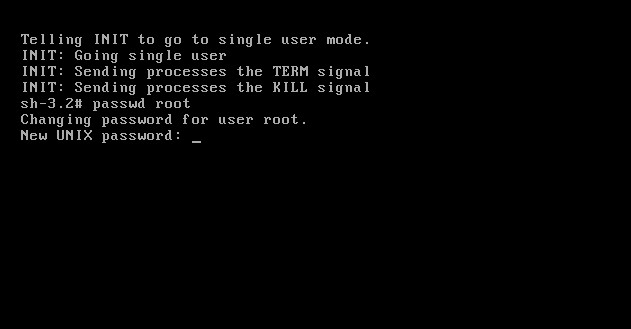 Telling INIT to go to single user mode.
INIT: Going single user
INIT: Sending processes the TERM signal
INIT: Sending processes the KILL signal
sh-3.2# passwd root
Changing password for user root.
New UNIX password: _